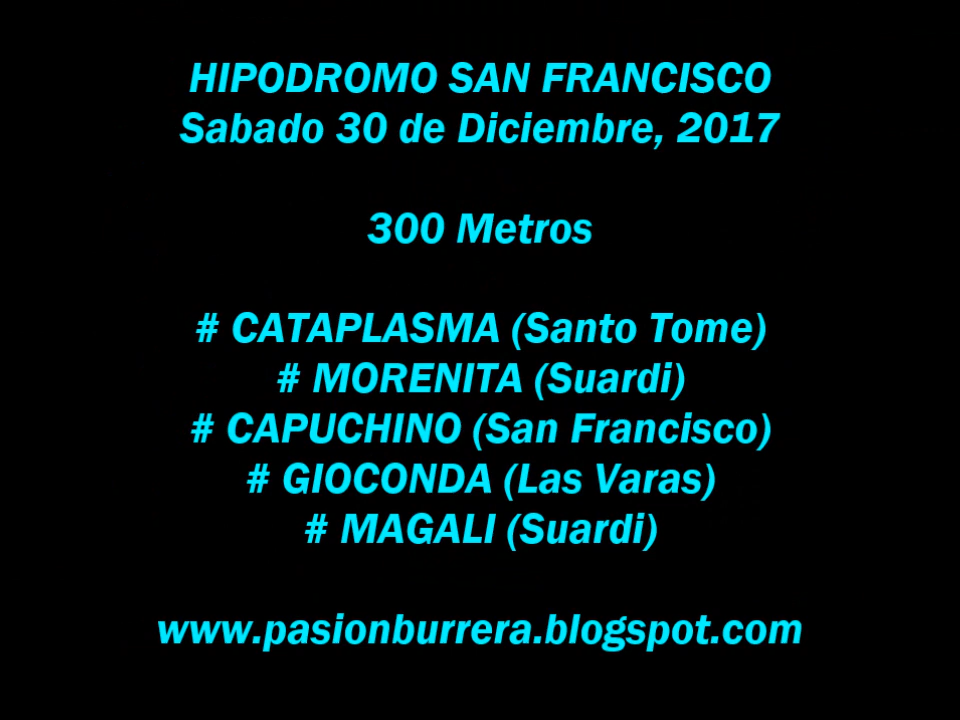 HIPODROMO SAN FRANCISCO
Sabado 30 de Diciembre, 2017
300 Metros
# CATAPLASMA (Santo Tome)
# MORENITA (Suardi)
# CAPUCHINO (San Francisco)
# GIOCONDA (Las Varas)
# MAGALI (Suardi)
www.pasionburrera.blogspot.com